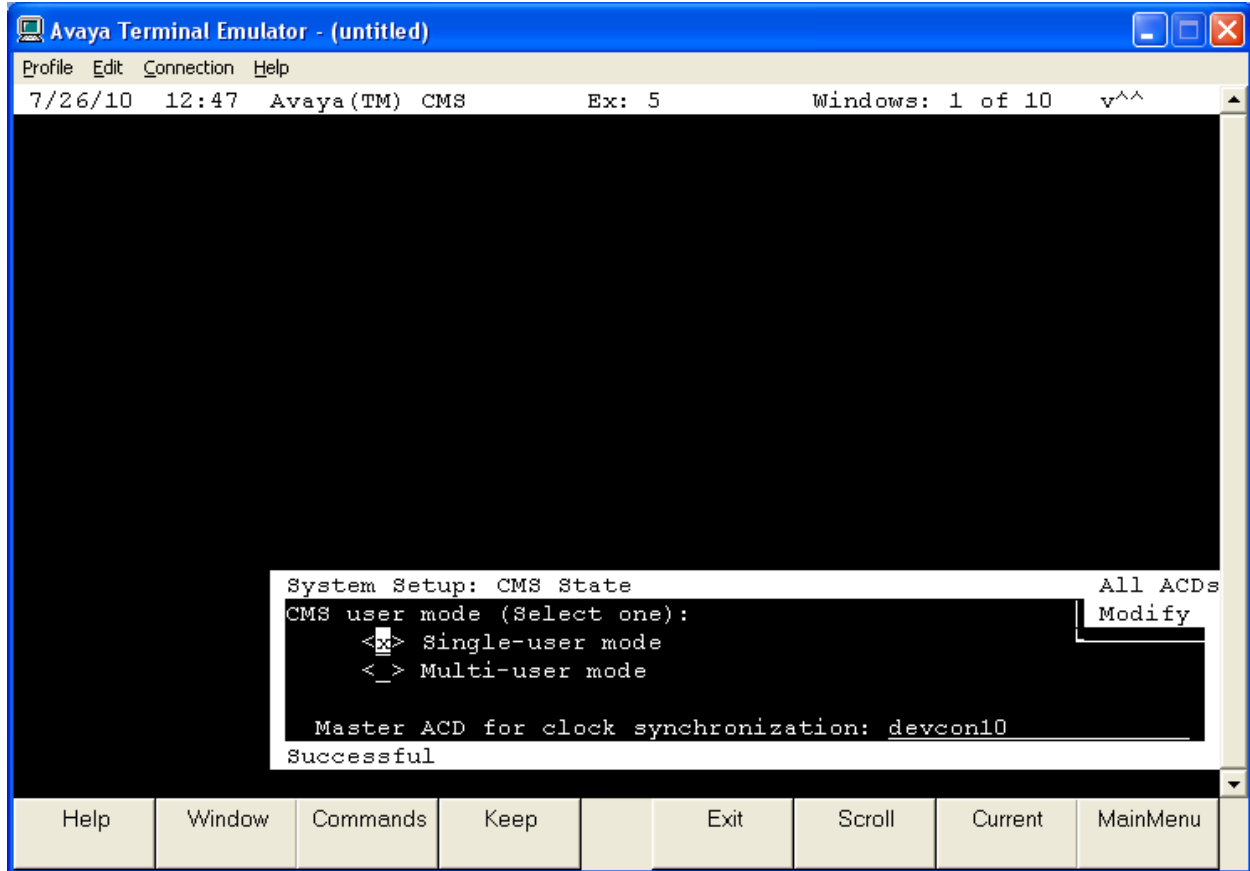 Avaya Terminal Emulator - (untitled)
Profile Edit Connection Help
7/26/10 12:47 Avaya(TM) CMS Ex: 5 Windows: 1 of 10 v^^
System Setup: CMS State All ACDs
CMS user mode (Select one): Modify
<x> Single-user mode
<_> Multi-user mode
Master ACD for clock synchronization: devcon10
Successful
Help Window Commands Keep Exit Scroll Current MainMenu